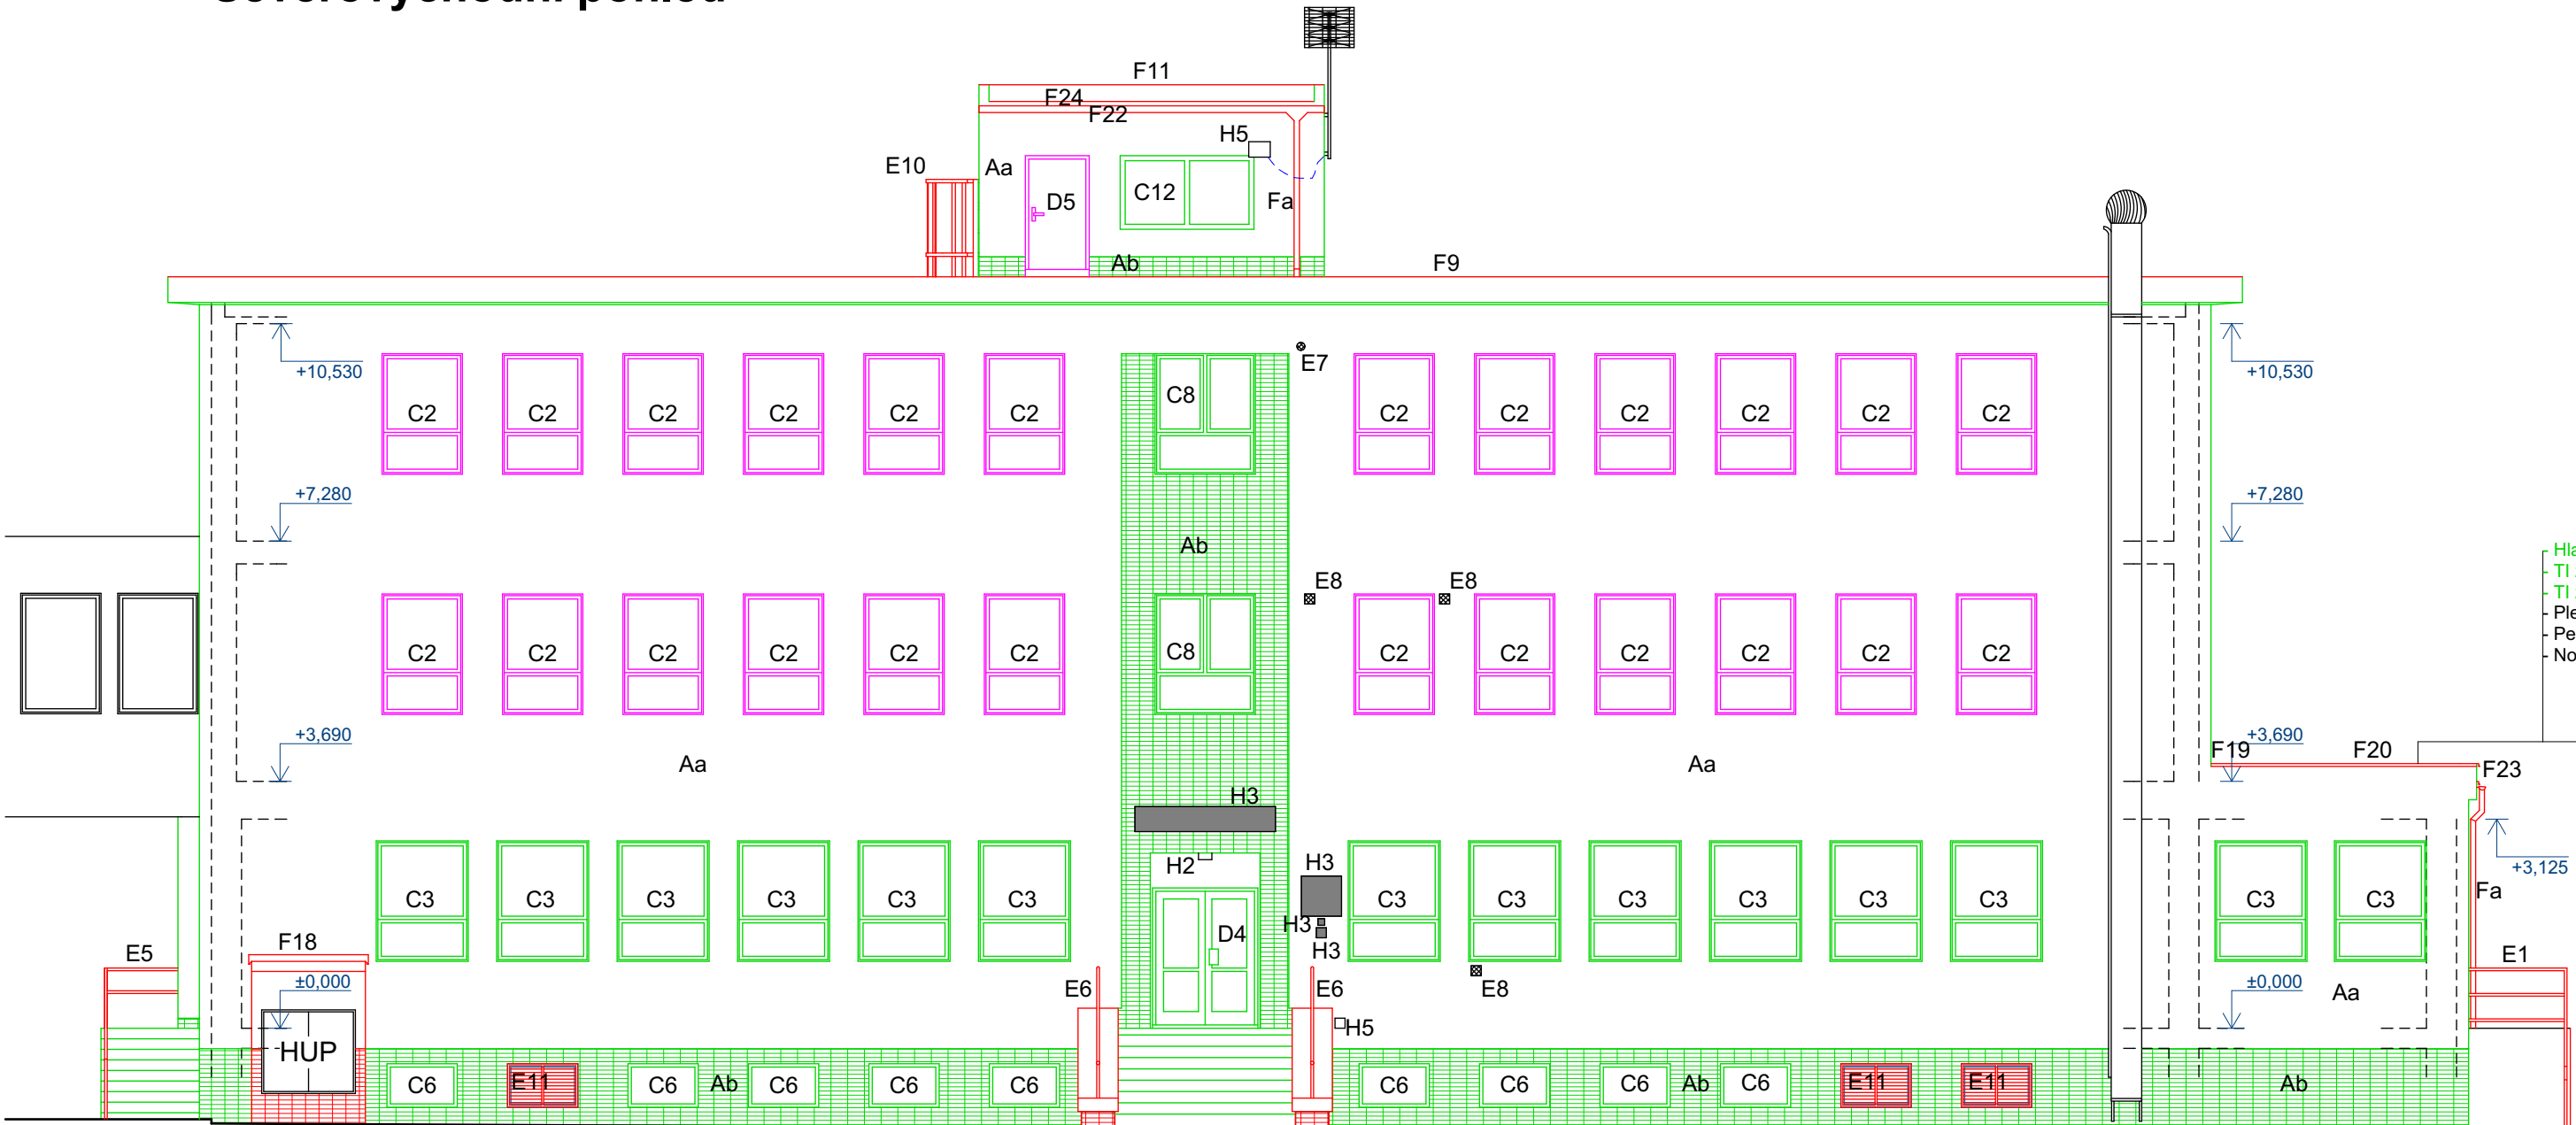 F11
F24
F22
H5
E10
Aa
D5
C12
Fa
Ab
F9
E7
+10,530
+10,530
C2 C2 C2 C2 C2 C2 C8 C2 C2 C2 C2 C2 C2
+7,280
+7,280
Ab
E8 E8
C2 C2 C2 C2 C2 C2 C8 C2 C2 C2 C2 C2 C2
+3,690
+3,690
F19
F20
F23
Aa
Aa
H3
H2
H3
+3,125
C3 C3 C3 C3 C3 C3 C3 C3 C3 C3 C3 C3 C3 C3
Fa
H3
D4
H3
F18
E5
E1
±0,000
E6
E6
E8
±0,000
Aa
H5
HUP
C6 E11 C6 Ab C6 C6 C6 C6 C6 C6 Ab C6 E11 E11 Ab
TI
TI